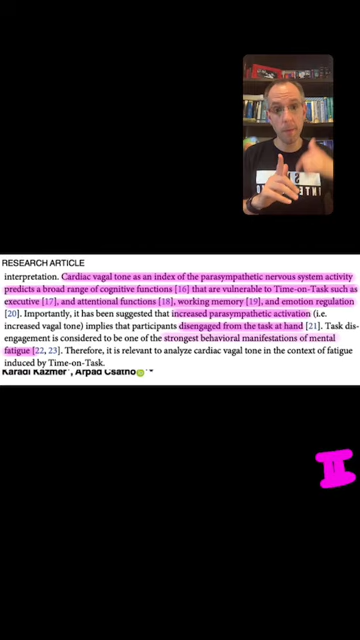 RESEARCH ARTICLE
interpretation. Cardiac vagal tone as an index of the parasympathetic nervous system activity
predicts a broad range of cognitive functions [16] that are vulnerable to Time-on-Task such as
executive [17], and attentional functions [18], working memory [19], and emotion regulation
[20]. Importantly, it has been suggested that increased parasympathetic activation (i.e.
increased vagal tone) implies that participants disengaged from the task at hand [21]. Task dis-
engagement is considered to be one of the strongest behavioral manifestations of mental
fatigue [22, 23]. Therefore, it is relevant to analyze cardiac vagal tone in the context of fatigue
induced by Time-on-Task.
Karadi Kazmer, Arpad Csatho
II